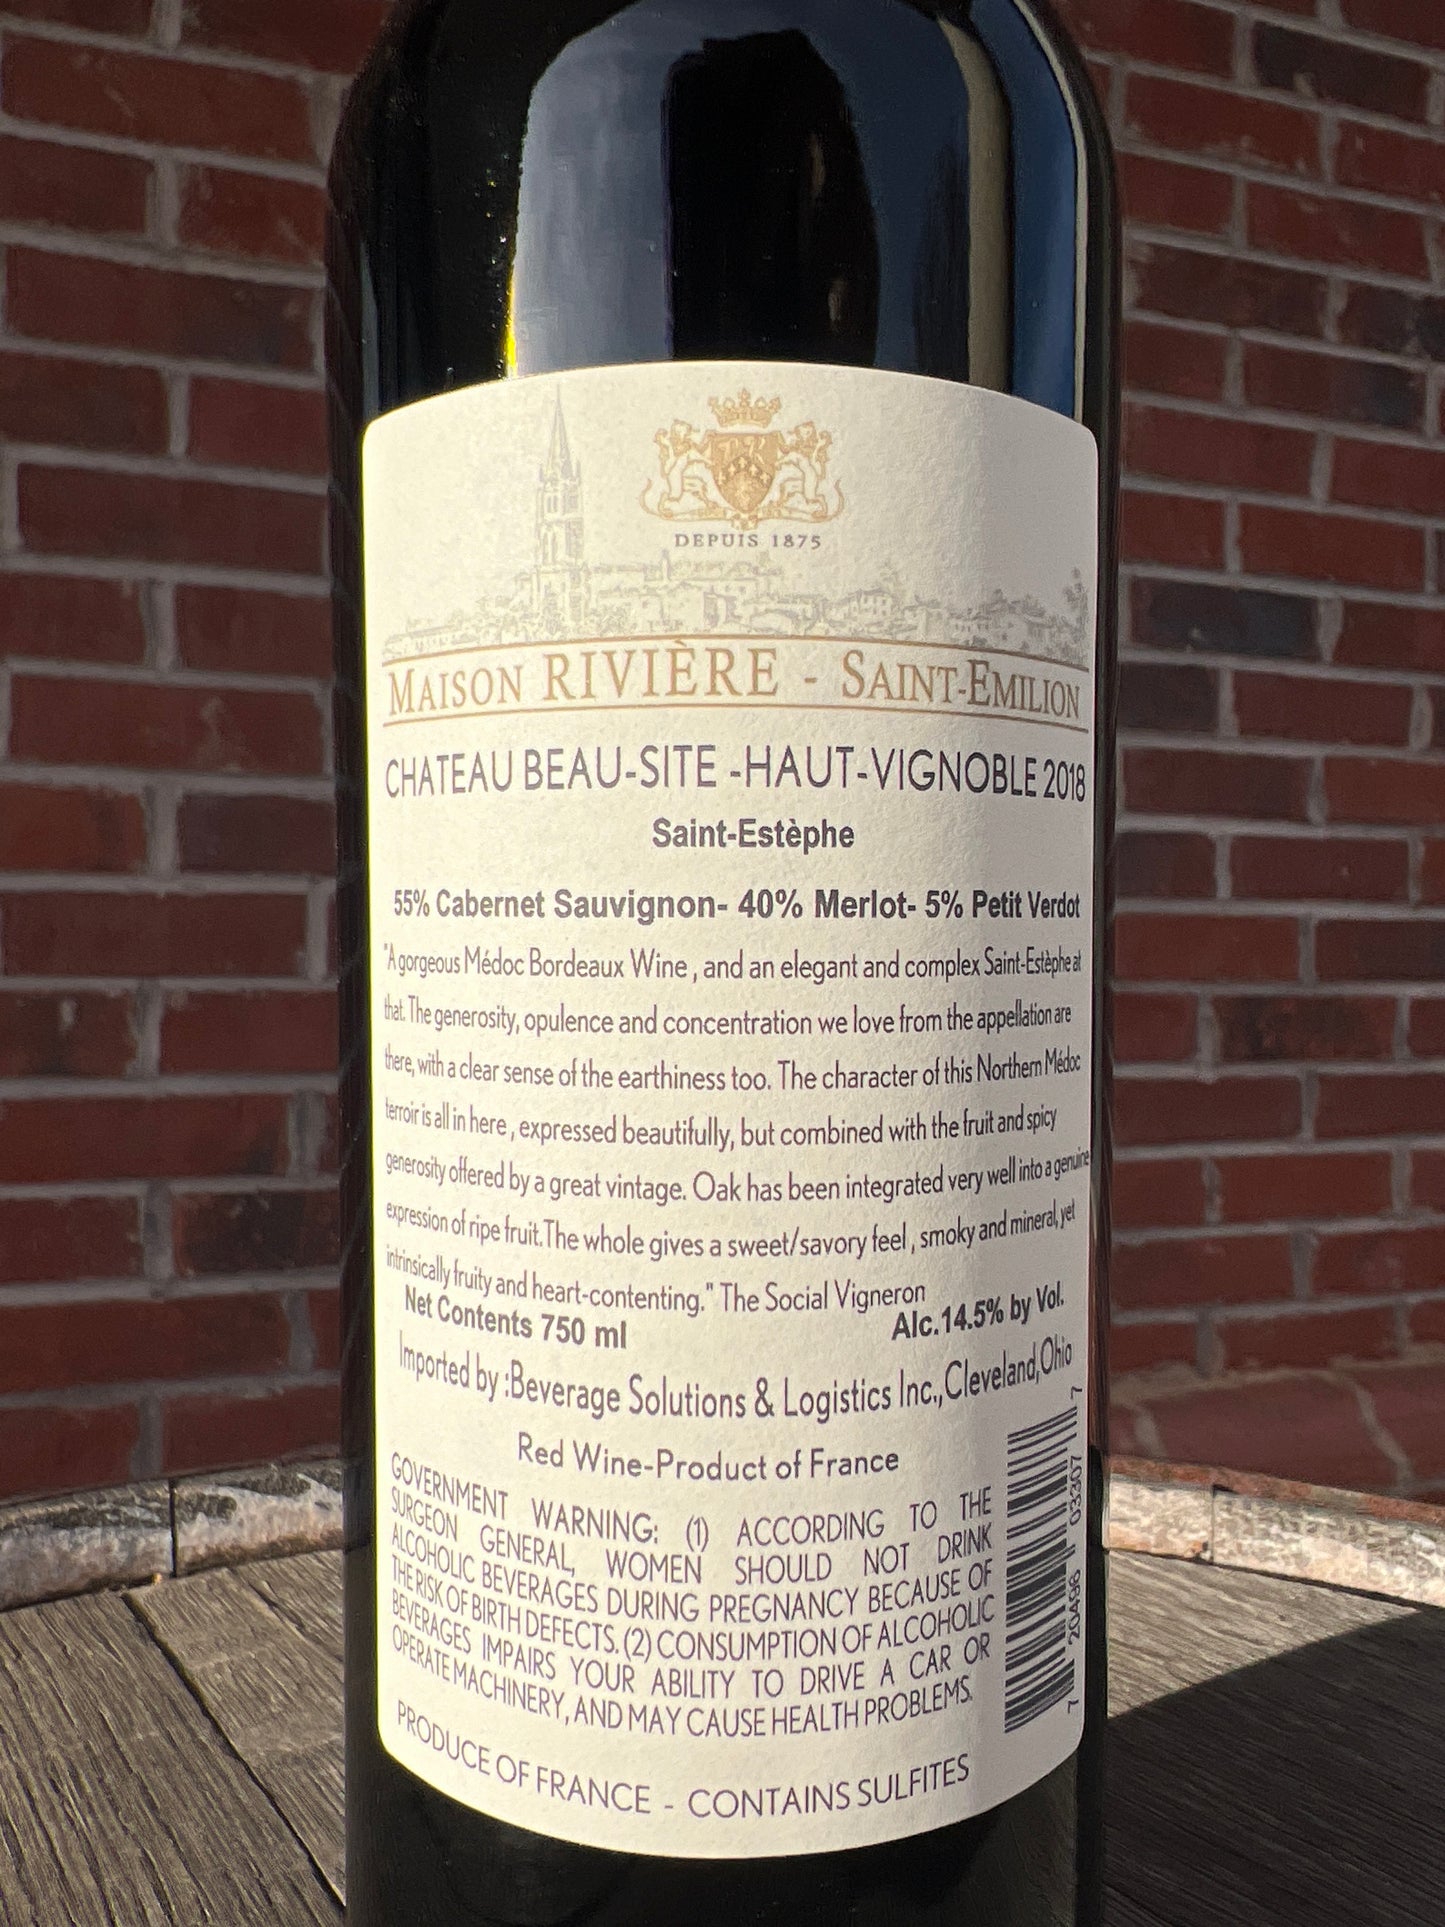 DEPUIS 1875
MAISON RIVIÈRE - SAINT-EMILION
CHATEAU BEAU-SITE -HAUT-VIGNOBLE 2018
Saint-Estèphe
55% Cabernet Sauvignon- 40% Merlot- 5% Petit Verdot
"A gorgeous Médoc Bordeaux Wine , and an elegant and complex Saint-Estèphe at
that. The generosity, opulence and concentration we love from the appellation are
there, with a clear sense of the earthiness too. The character of this Northern Médoc
terroir is all in here , expressed beautifully, but combined with the fruit and spicy
generosity offered by a great vintage. Oak has been integrated very well into a genuine
expression of ripe fruit.The whole gives a sweet/savory feel , smoky and mineral, yet
intrinsically fruity and heart-contenting." The Social Vigneron
Net Contents 750 ml Alc.14.5% by Vol.
Imported by :Beverage Solutions & Logistics Inc.,Cleveland,Ohio
Red Wine-Product of France
GOVERNMENT WARNING: (1) ACCORDING TO THE
SURGEON GENERAL, WOMEN SHOULD NOT DRINK
ALCOHOLIC BEVERAGES DURING PREGNANCY BECAUSE OF
THE RISK OF BIRTH DEFECTS. (2) CONSUMPTION OF ALCOHOLIC
BEVERAGES IMPAIRS YOUR ABILITY TO DRIVE A CAR OR
OPERATE MACHINERY, AND MAY CAUSE HEALTH PROBLEMS.
7 20496 03307 7
PRODUCE OF FRANCE - CONTAINS SULFITES